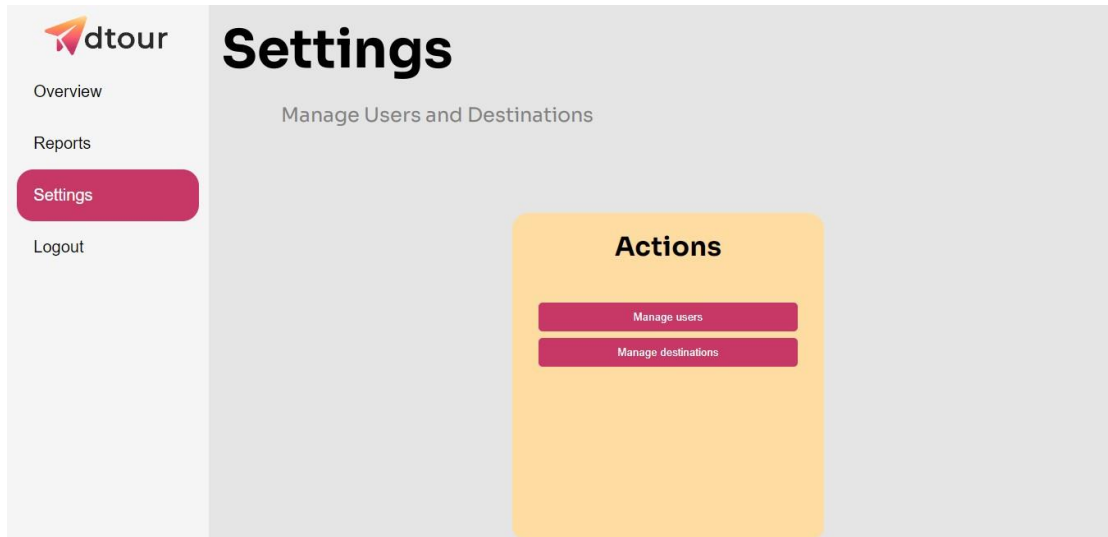 dtour
Overview
Reports
Settings
Logout
Settings
Manage Users and Destinations
Actions
Manage users
Manage destinations